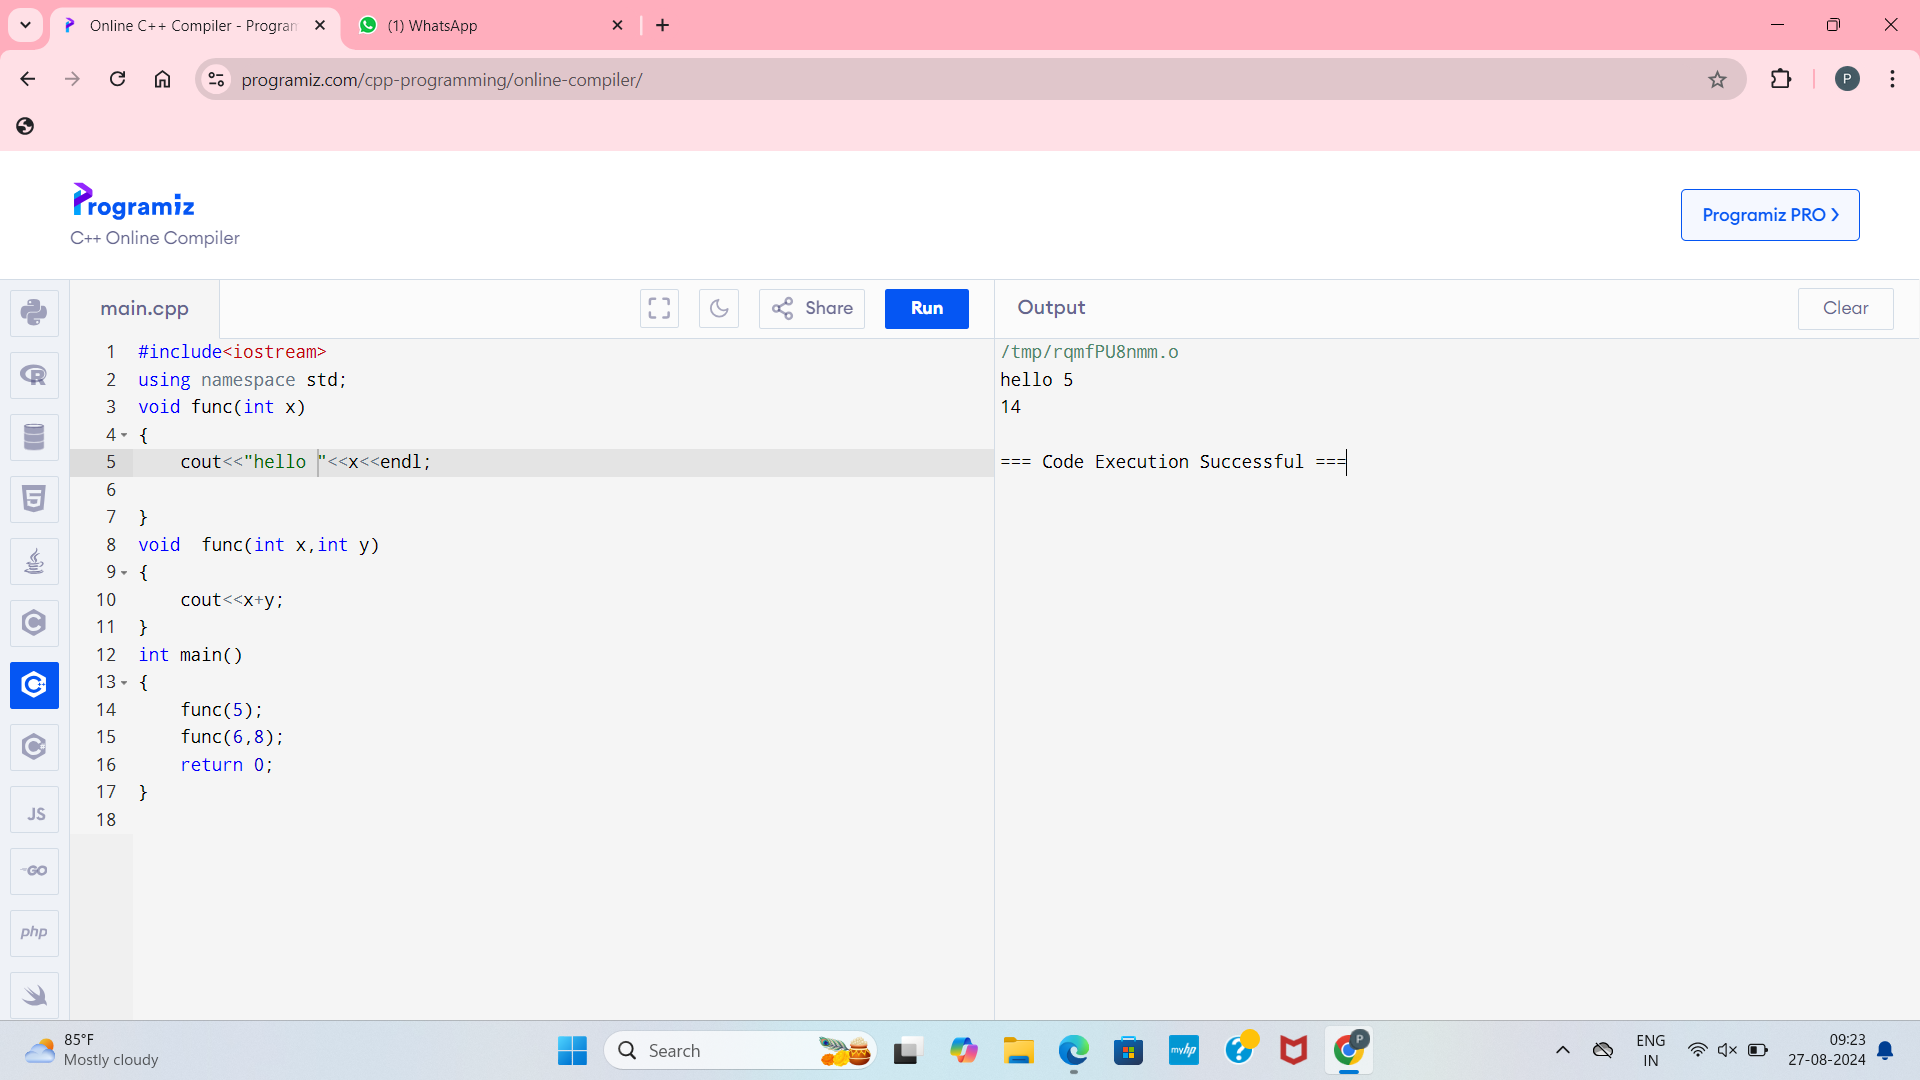 Online C++ Compiler - Program
(1) WhatsApp
programiz.com/cpp-programming/online-compiler/
P
Programiz
C++ Online Compiler
Programiz PRO
main.cpp
Share
Run
Output
Clear
1 #include<iostream>
2 using namespace std;
3 void func(int x)
4 {
5 cout<<"hello "<<x<<endl;
6
7 }
8 void  func(int x,int y)
9 {
10 cout<<x+y;
11 }
12 int main()
13 {
14 func(5);
15 func(6,8);
16 return 0;
17 }
18
/tmp/rqmfPU8nmm.o
hello 5
14
=== Code Execution Successful ===
JS
GO
php
85°F
Mostly cloudy
Search
myhp
P
ENG
IN
09:23
27-08-2024